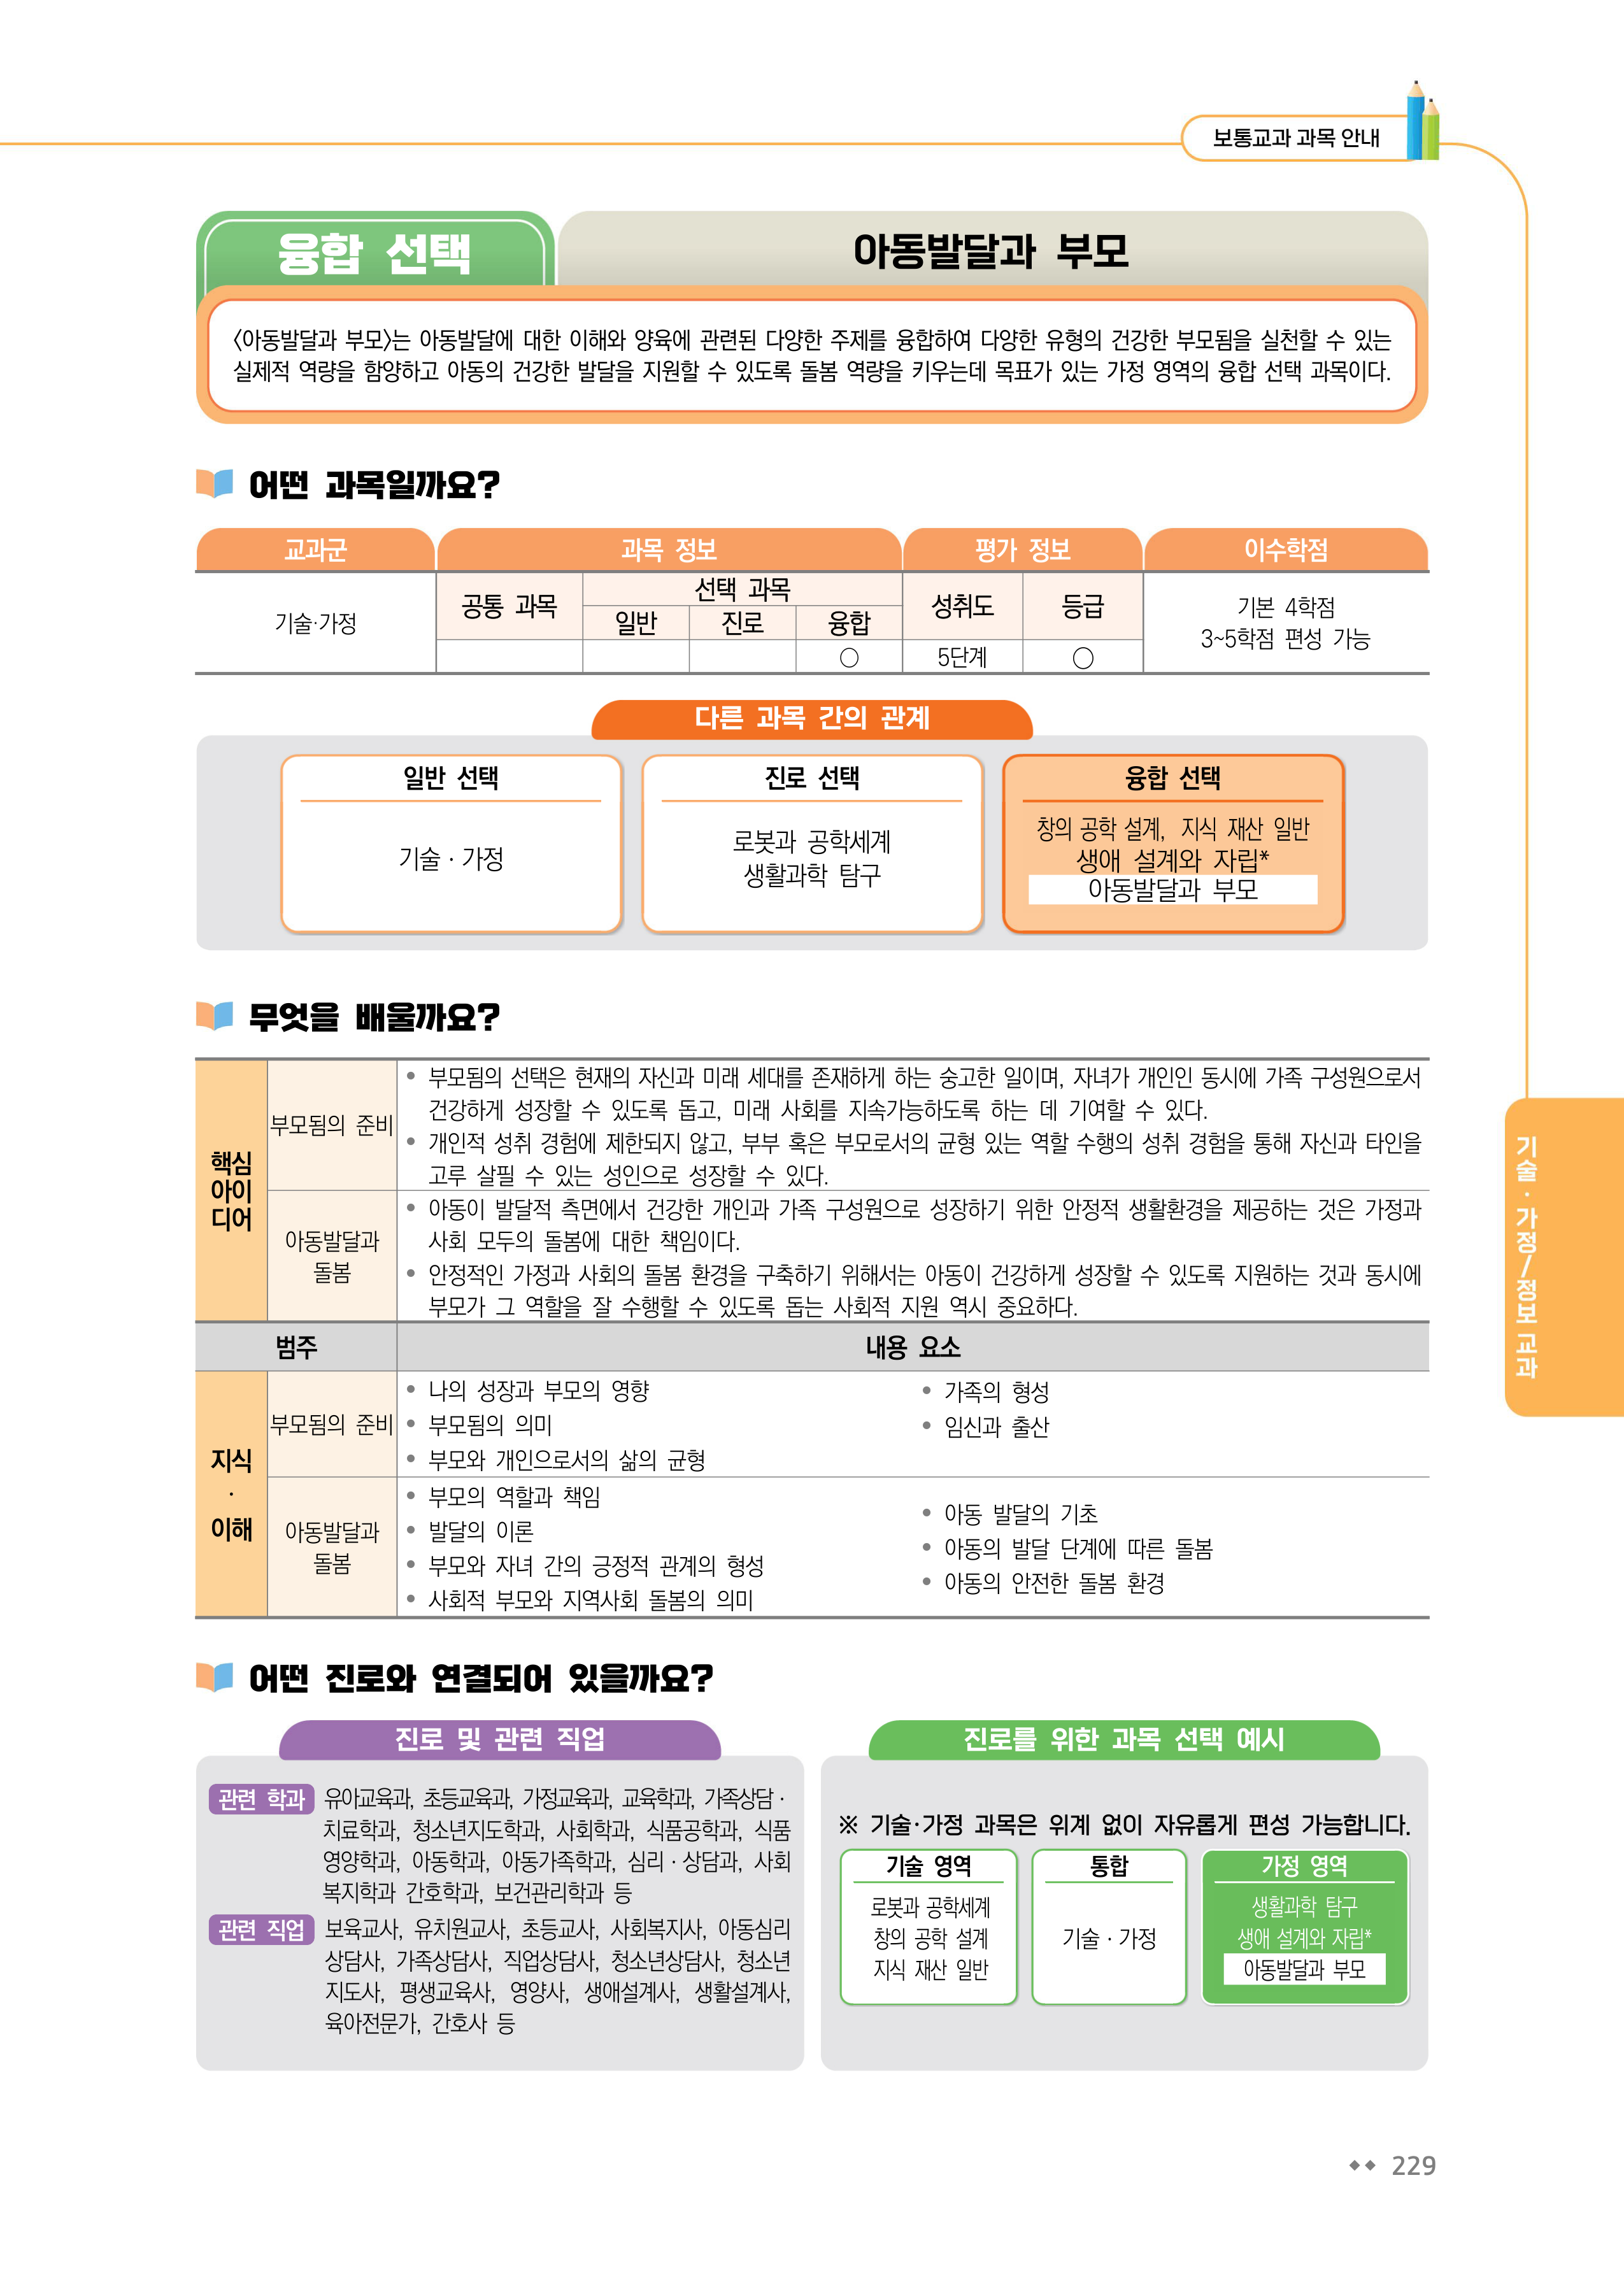 보통교과 과목 안내
융합 선택
아동발달과 부모
〈아동발달과 부모〉는 아동발달에 대한 이해와 양육에 관련된 다양한 주제를 융합하여 다양한 유형의 건강한 부모됨을 실천할 수 있는
실제적 역량을 함양하고 아동의 건강한 발달을 지원할 수 있도록 돌봄 역량을 키우는데 목표가 있는 가정 영역의 융합 선택 과목이다.
어떤 과목일까요?
교과군 과목 정보 평가 정보 이수학점
기술·가정
공통 과목
선택 과목
일반 진로 융합
성취도 등급
○ 5단계 ○
기본 4학점
3~5학점 편성 가능
다른 과목 간의 관계
일반 선택
기술 · 가정
진로 선택
로봇과 공학세계
생활과학 탐구
융합 선택
창의 공학 설계, 지식 재산 일반
생애 설계와 자립*
아동발달과 부모
무엇을 배울까요?
핵심
아이
디어
부모됨의 준비
• 부모됨의 선택은 현재의 자신과 미래 세대를 존재하게 하는 숭고한 일이며, 자녀가 개인인 동시에 가족 구성원으로서
건강하게 성장할 수 있도록 돕고, 미래 사회를 지속가능하도록 하는 데 기여할 수 있다.
• 개인적 성취 경험에 제한되지 않고, 부부 혹은 부모로서의 균형 있는 역할 수행의 성취 경험을 통해 자신과 타인을
고루 살필 수 있는 성인으로 성장할 수 있다.
아동발달과
돌봄
• 아동이 발달적 측면에서 건강한 개인과 가족 구성원으로 성장하기 위한 안정적 생활환경을 제공하는 것은 가정과
사회 모두의 돌봄에 대한 책임이다.
• 안정적인 가정과 사회의 돌봄 환경을 구축하기 위해서는 아동이 건강하게 성장할 수 있도록 지원하는 것과 동시에
부모가 그 역할을 잘 수행할 수 있도록 돕는 사회적 지원 역시 중요하다.
범주 내용 요소
지식
·
이해
부모됨의 준비
• 나의 성장과 부모의 영향
• 부모됨의 의미
• 부모와 개인으로서의 삶의 균형
• 가족의 형성
• 임신과 출산
아동발달과
돌봄
• 부모의 역할과 책임
• 발달의 이론
• 부모와 자녀 간의 긍정적 관계의 형성
• 사회적 부모와 지역사회 돌봄의 의미
• 아동 발달의 기초
• 아동의 발달 단계에 따른 돌봄
• 아동의 안전한 돌봄 환경
어떤 진로와 연결되어 있을까요?
진로 및 관련 직업
관련 학과 유아교육과, 초등교육과, 가정교육과, 교육학과, 가족상담 ·
치료학과, 청소년지도학과, 사회학과, 식품공학과, 식품
영양학과, 아동학과, 아동가족학과, 심리 · 상담과, 사회
복지학과 간호학과, 보건관리학과 등
관련 직업 보육교사, 유치원교사, 초등교사, 사회복지사, 아동심리
상담사, 가족상담사, 직업상담사, 청소년상담사, 청소년
지도사, 평생교육사, 영양사, 생애설계사, 생활설계사,
육아전문가, 간호사 등
진로를 위한 과목 선택 예시
※ 기술·가정 과목은 위계 없이 자유롭게 편성 가능합니다.
기술 영역
로봇과 공학세계
창의 공학 설계
지식 재산 일반
통합
기술 · 가정
가정 영역
생활과학 탐구
생애 설계와 자립*
아동발달과 부모
기술 · 가정/정보 교과
229